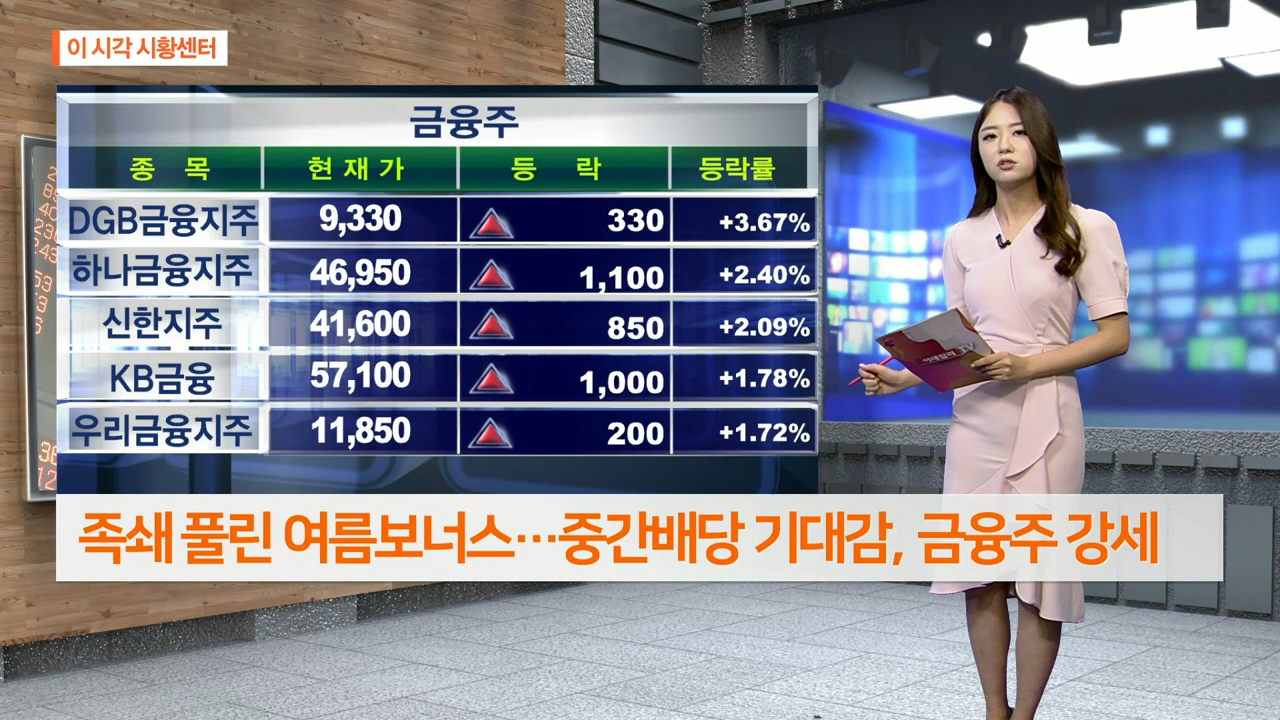 이 시각 시황센터
금융주
종 목 현 재 가 등 락 등락률
DGB금융지주 9,330 ▲ 330 +3.67%
하나금융지주 46,950 ▲ 1,100 +2.40%
신한지주 41,600 ▲ 850 +2.09%
KB금융 57,100 ▲ 1,000 +1.78%
우리금융지주 11,850 ▲ 200 +1.72%
이데일리 TV
족쇄 풀린 여름보너스…중간배당 기대감, 금융주 강세